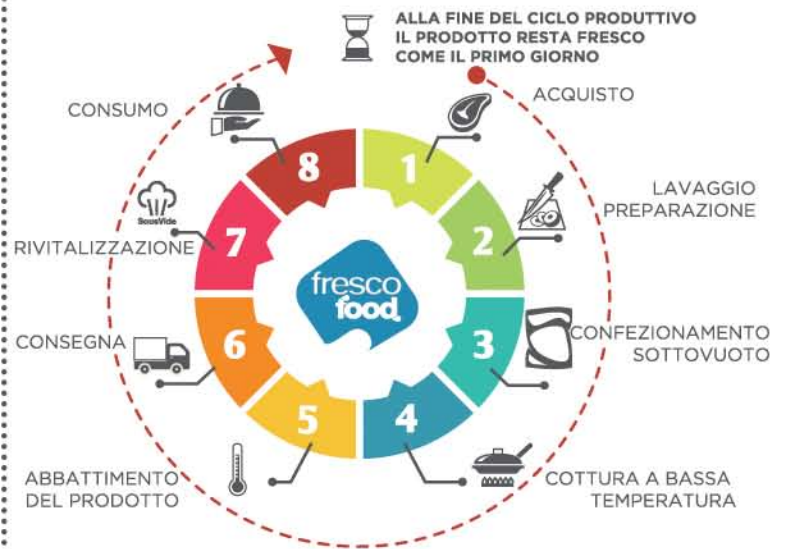 ALLA FINE DEL CICLO PRODUTTIVO
IL PRODOTTO RESTA FRESCO
COME IL PRIMO GIORNO
ACQUISTO
1
LAVAGGIO
PREPARAZIONE
2
CONFEZIONAMENTO
SOTTOVUOTO
3
COTTURA A BASSA
TEMPERATURA
4
ABBATTIMENTO
DEL PRODOTTO
5
CONSEGNA
6
SousVide
RIVITALIZZAZIONE
7
CONSUMO
8
fresco
food